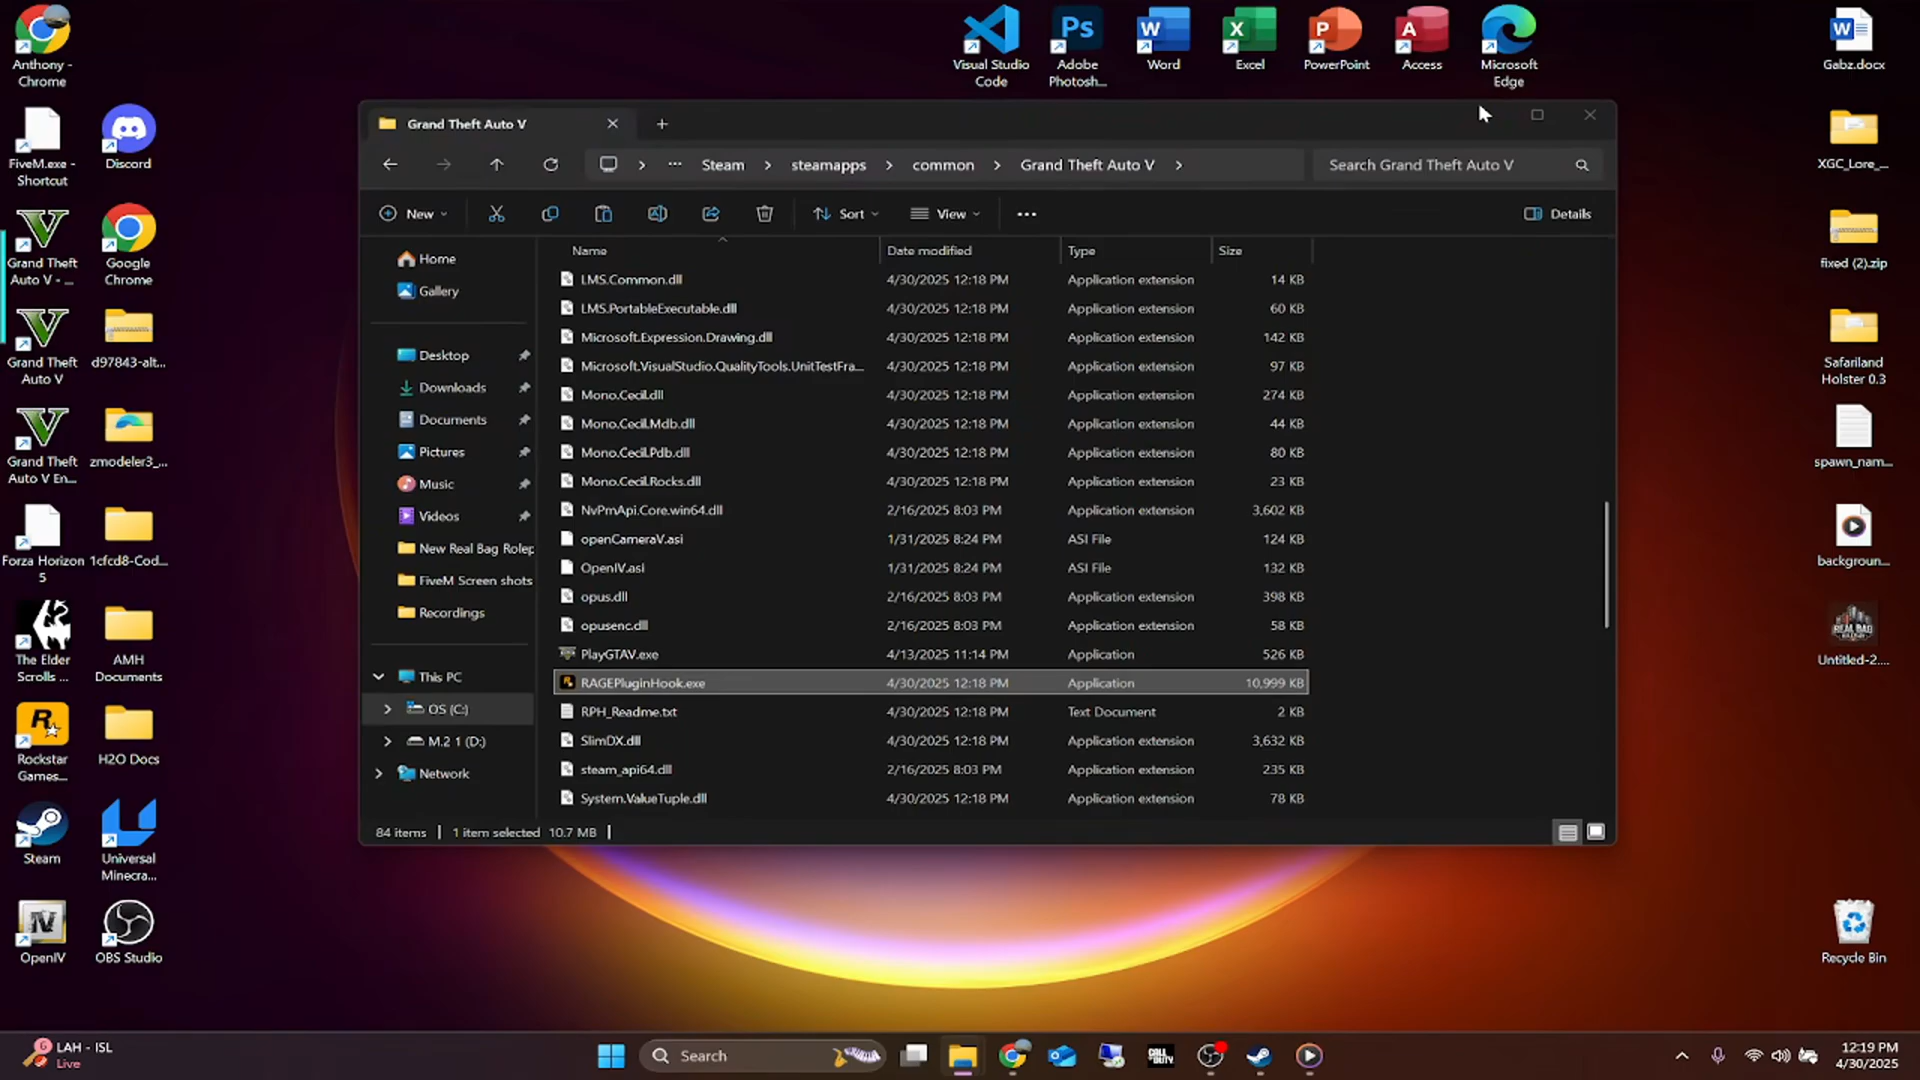 Anthony -
Chrome
FiveM.exe -
Shortcut
Discord
Grand Theft
Auto V - ...
Google
Chrome
Grand Theft
Auto V
d97843-alt...
Grand Theft
Auto V En...
zmodeler3_...
Forza Horizon
5
1cfcd8-Cod...
The Elder
Scrolls ...
AMH
Documents
Rockstar
Games...
H2O Docs
Steam
Universal
Minecra...
OpenIV
OBS Studio
Visual Studio
Code
Ps
Adobe
Photosh...
W
Word
X
Excel
P
PowerPoint
A
Access
Microsoft
Edge
W
Gabz.docx
XGC_Lore_...
fixed (2).zip
Safariland
Holster 0.3
spawn_nam...
backgroun...
REAL BAG
Untitled-2....
Recycle Bin
Grand Theft Auto V
... Steam > steamapps > common > Grand Theft Auto V >
Search Grand Theft Auto V
New
Sort
View
...
Details
Home
Gallery
Desktop
Downloads
Documents
Pictures
Music
Videos
New Real Bag Rolep
FiveM Screen shots
Recordings
This PC
OS (C:)
M.2 1 (D:)
Network
Name Date modified Type Size
LMS.Common.dll 4/30/2025 12:18 PM Application extension 14 KB
LMS.PortableExecutable.dll 4/30/2025 12:18 PM Application extension 60 KB
Microsoft.Expression.Drawing.dll 4/30/2025 12:18 PM Application extension 142 KB
Microsoft.VisualStudio.QualityTools.UnitTestFra... 4/30/2025 12:18 PM Application extension 97 KB
Mono.Cecil.dll 4/30/2025 12:18 PM Application extension 274 KB
Mono.Cecil.Mdb.dll 4/30/2025 12:18 PM Application extension 44 KB
Mono.Cecil.Pdb.dll 4/30/2025 12:18 PM Application extension 80 KB
Mono.Cecil.Rocks.dll 4/30/2025 12:18 PM Application extension 23 KB
NvPmApi.Core.win64.dll 2/16/2025 8:03 PM Application extension 3,602 KB
openCameraV.asi 1/31/2025 8:24 PM ASI File 124 KB
OpenIV.asi 1/31/2025 8:24 PM ASI File 132 KB
opus.dll 2/16/2025 8:03 PM Application extension 398 KB
opusenc.dll 2/16/2025 8:03 PM Application extension 58 KB
PlayGTAV.exe 4/13/2025 11:14 PM Application 526 KB
RAGEPluginHook.exe 4/30/2025 12:18 PM Application 10,999 KB
RPH_Readme.txt 4/30/2025 12:18 PM Text Document 2 KB
SlimDX.dll 4/30/2025 12:18 PM Application extension 3,632 KB
steam_api64.dll 2/16/2025 8:03 PM Application extension 235 KB
System.ValueTuple.dll 4/30/2025 12:18 PM Application extension 78 KB
84 items | 1 item selected 10.7 MB |
LAH - ISL
Live
Search
CALL OF DUTY
12:19 PM
4/30/2025